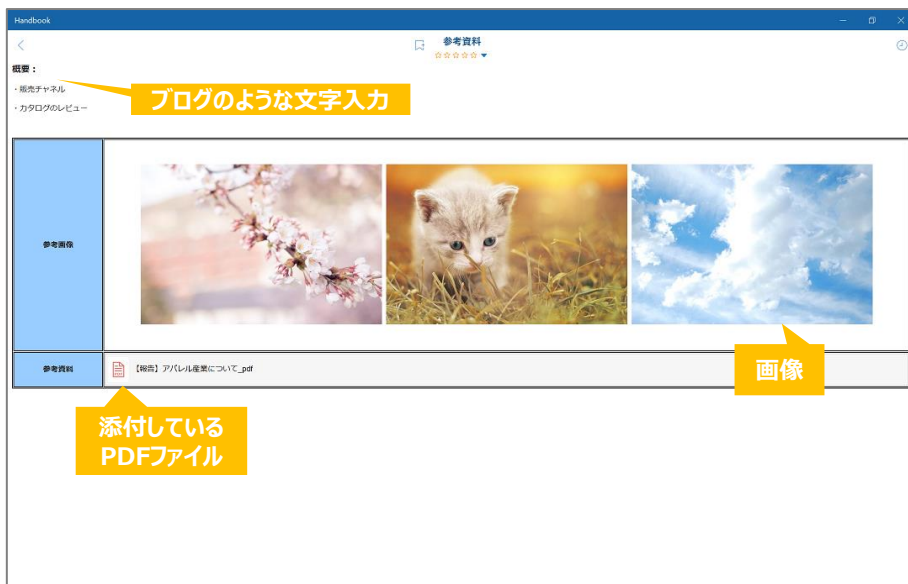 Handbook
参考資料
☆☆☆☆☆
概要：
・販売チャネル
・カタログのレビュー
ブログのような文字入力
参考画像
画像
参考資料
【報告】アパレル産業について_pdf
添付している
PDFファイル